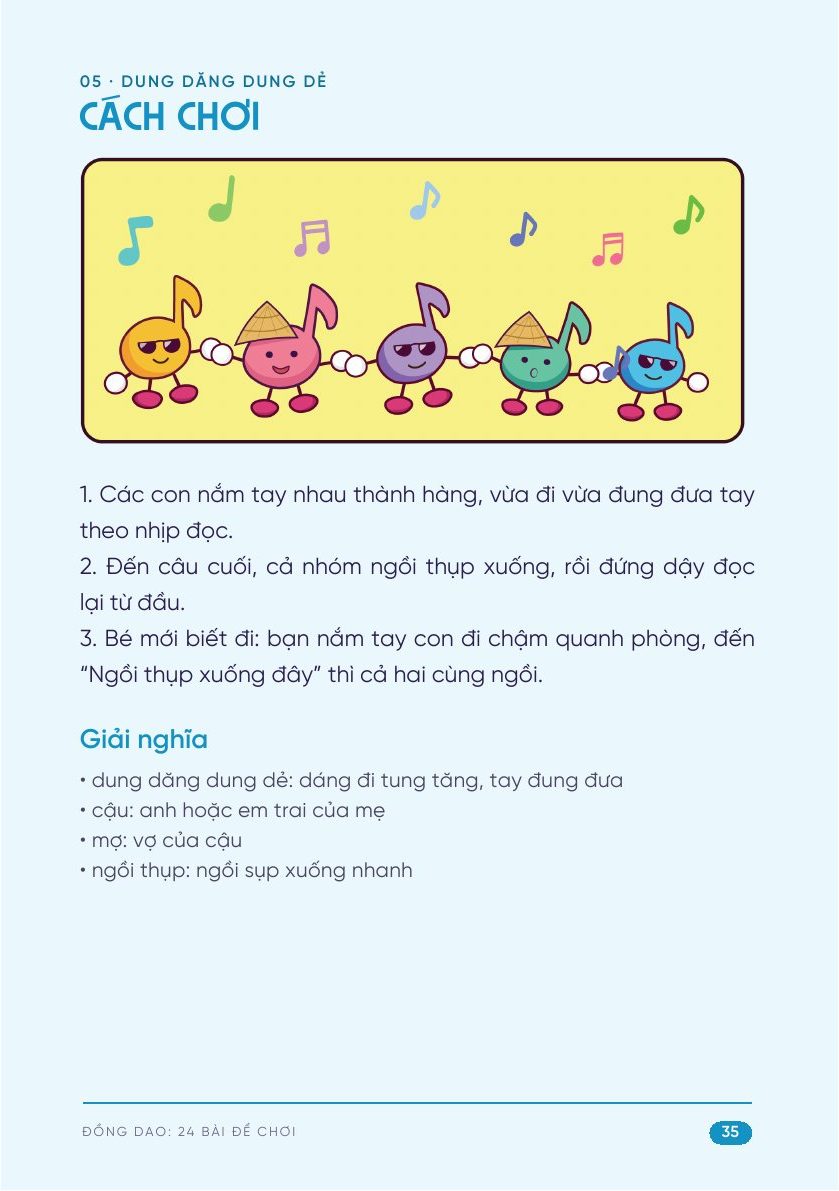 05 · DUNG DĂNG DUNG DẺ
CÁCH CHƠI
1. Các con nắm tay nhau thành hàng, vừa đi vừa đung đưa tay
theo nhịp đọc.
2. Đến câu cuối, cả nhóm ngồi thụp xuống, rồi đứng dậy đọc
lại từ đầu.
3. Bé mới biết đi: bạn nắm tay con đi chậm quanh phòng, đến
“Ngồi thụp xuống đây” thì cả hai cùng ngồi.
Giải nghĩa
• dung dăng dung dẻ: dáng đi tung tăng, tay đung đưa
• cậu: anh hoặc em trai của mẹ
• mợ: vợ của cậu
• ngồi thụp: ngồi sụp xuống nhanh
ĐỒNG DAO: 24 BÀI ĐỂ CHƠI
35